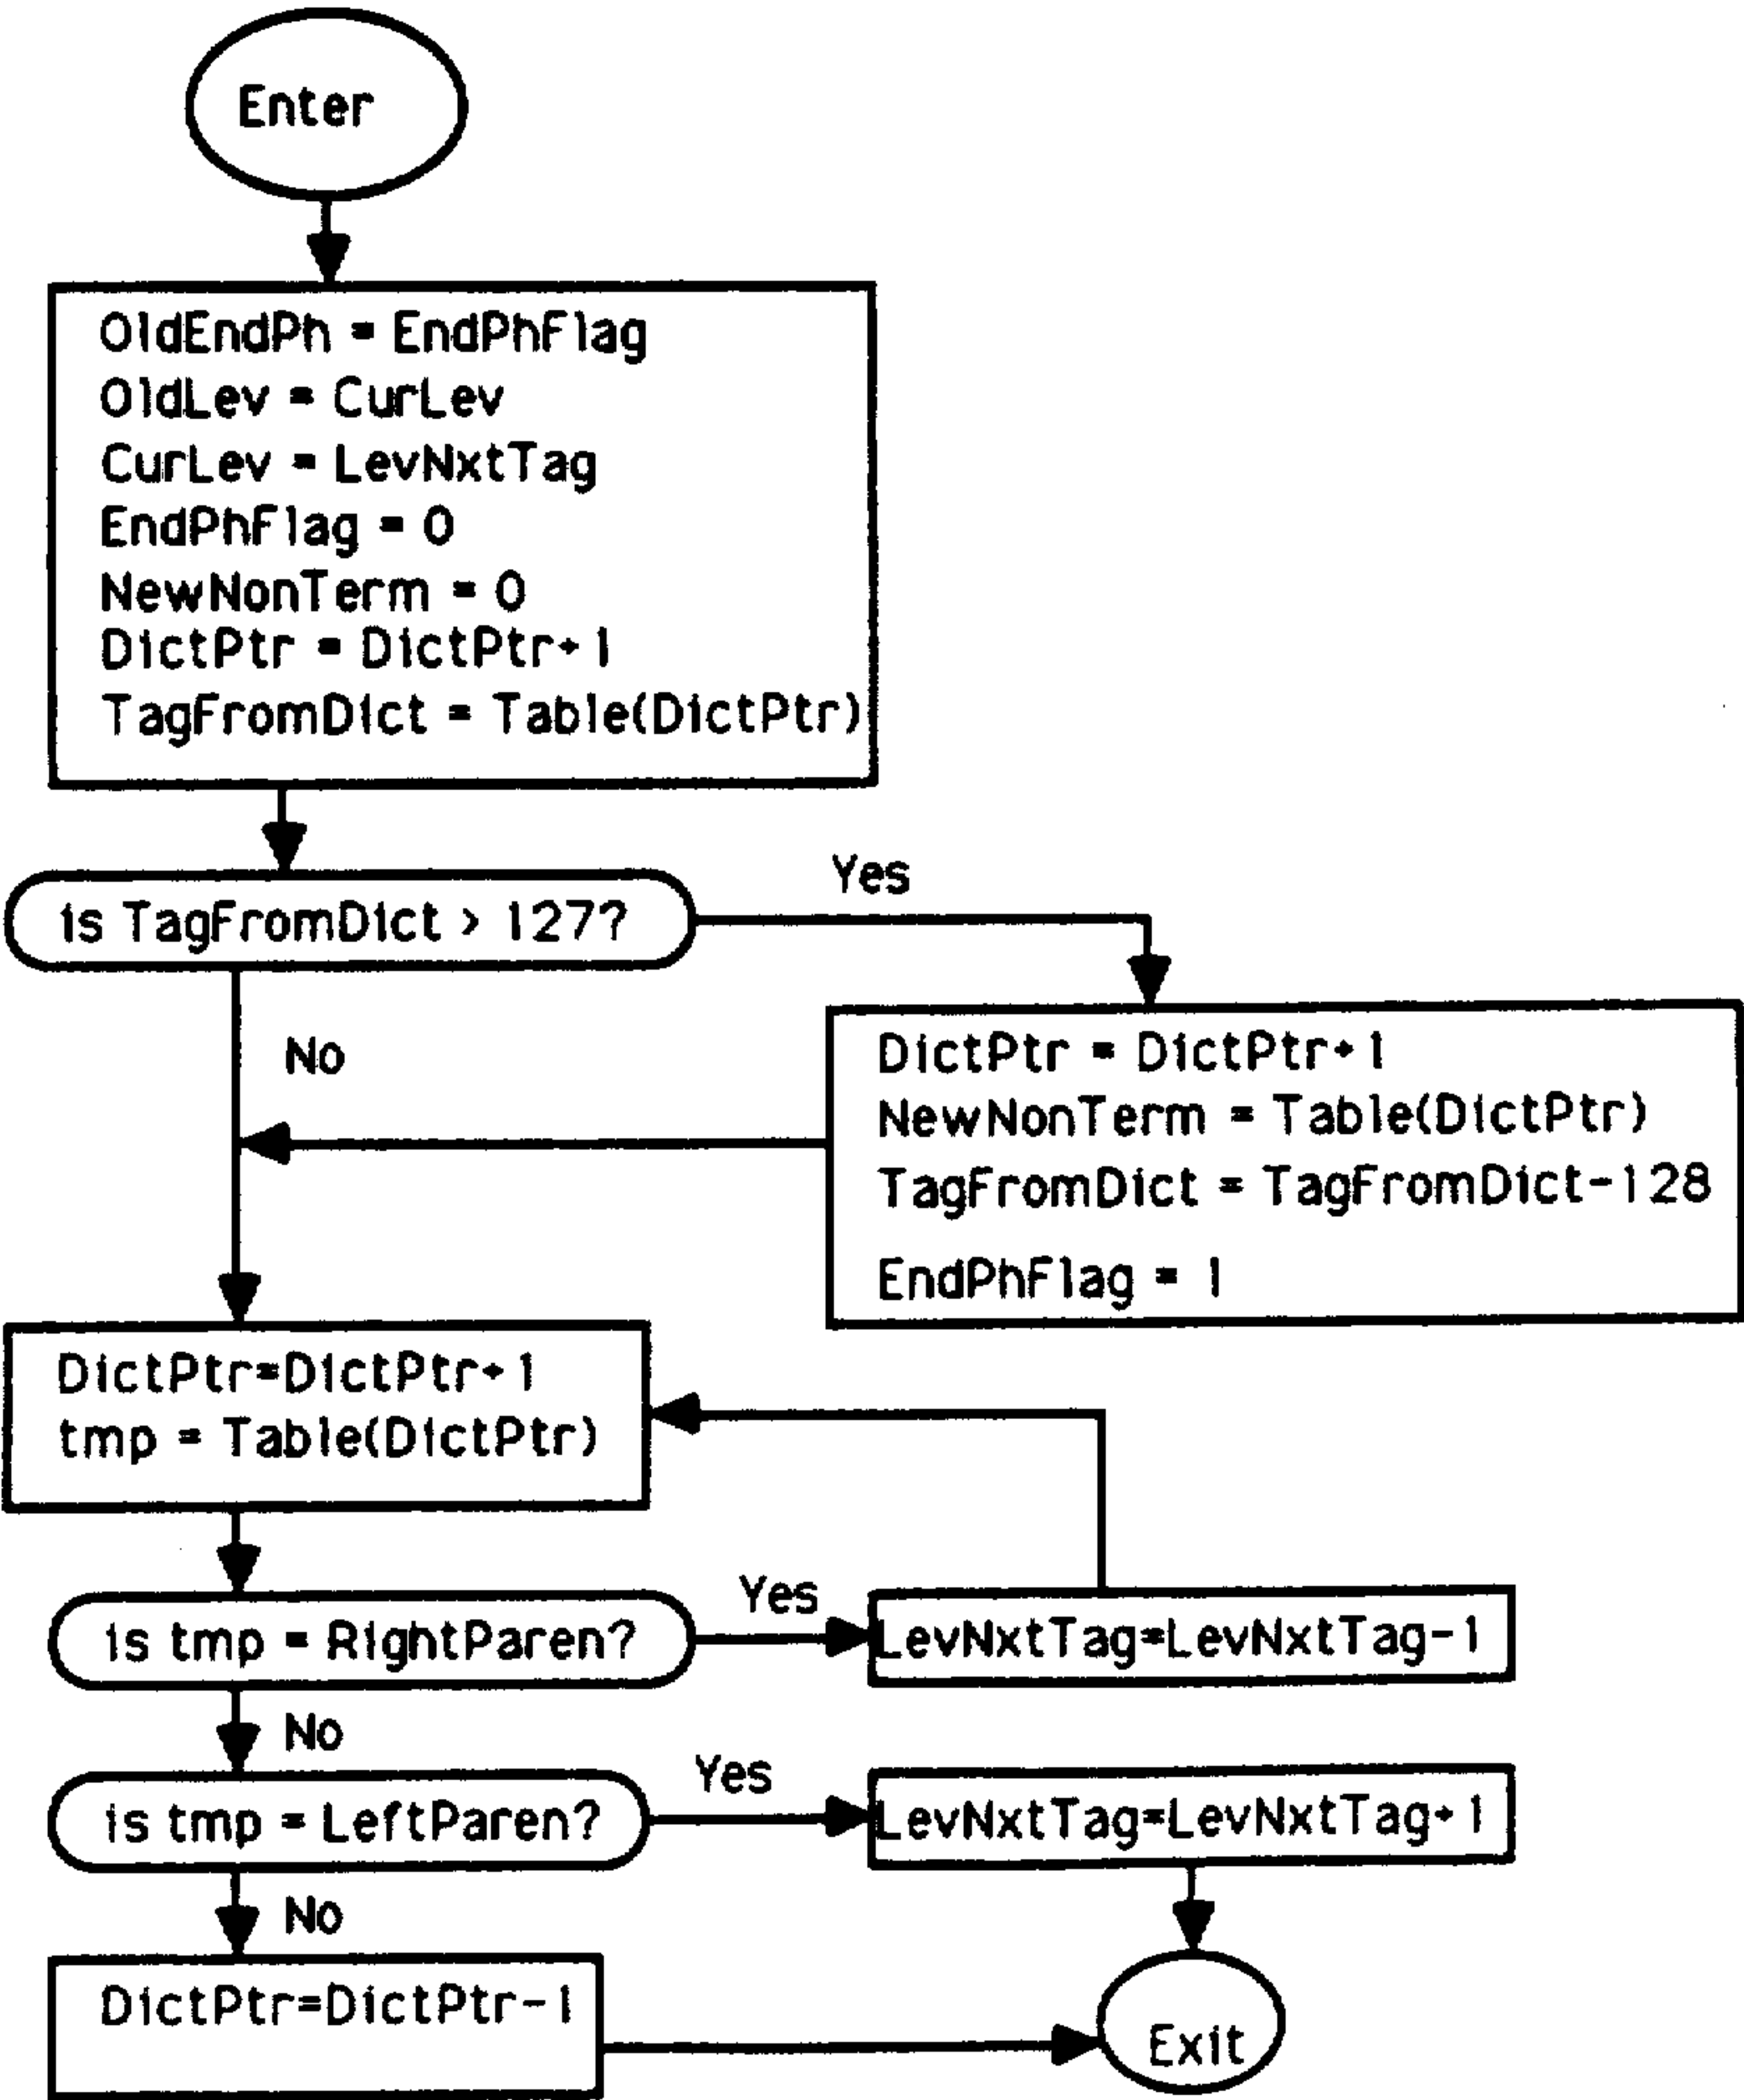 Enter
OldEndPh = EndPhFlag
OldLev = CurLev
CurLev = LevNxtTag
EndPhFlag = 0
NewNonTerm = 0
DictPtr = DictPtr+1
TagFromDict = Table(DictPtr)
is TagFromDict > 127?
Yes
No
DictPtr = DictPtr+1
NewNonTerm = Table(DictPtr)
TagFromDict = TagFromDict-128
EndPhFlag = 1
DictPtr=DictPtr+1
tmp = Table(DictPtr)
is tmp = RightParen?
Yes
LevNxtTag=LevNxtTag-1
No
is tmp = LeftParen?
Yes
LevNxtTag=LevNxtTag+1
No
DictPtr=DictPtr-1
Exit